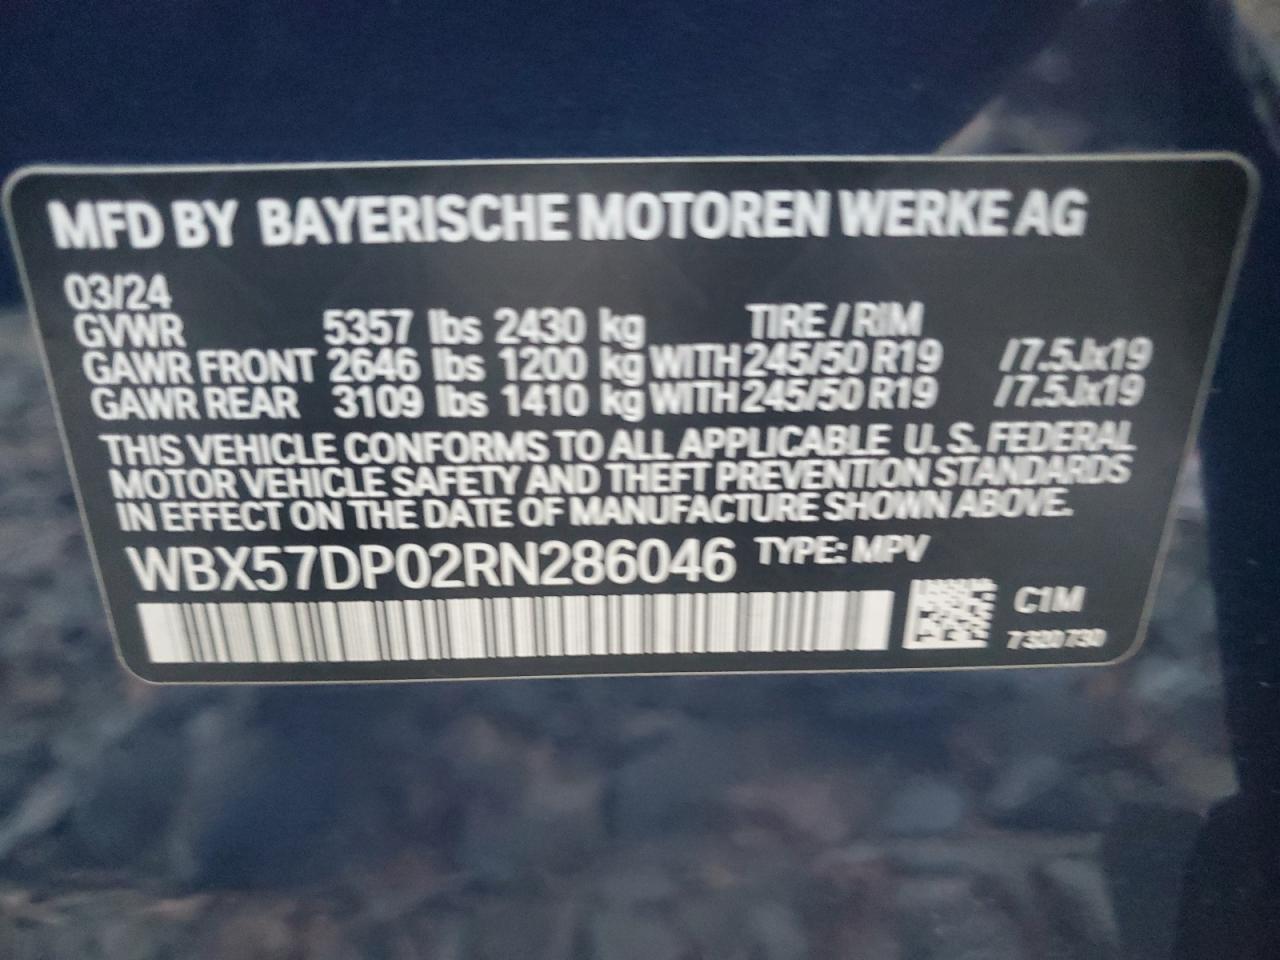 MFD BY BAYERISCHE MOTOREN WERKE AG
03/24
GVWR 5357 lbs 2430 kg TIRE / RIM
GAWR FRONT 2646 lbs 1200 kg WITH 245/50 R19 /7.5Jx19
GAWR REAR 3109 lbs 1410 kg WITH 245/50 R19 /7.5Jx19
THIS VEHICLE CONFORMS TO ALL APPLICABLE U. S. FEDERAL
MOTOR VEHICLE SAFETY AND THEFT PREVENTION STANDARDS
IN EFFECT ON THE DATE OF MANUFACTURE SHOWN ABOVE.
WBX57DP02RN286046 TYPE: MPV
C1M
7320730